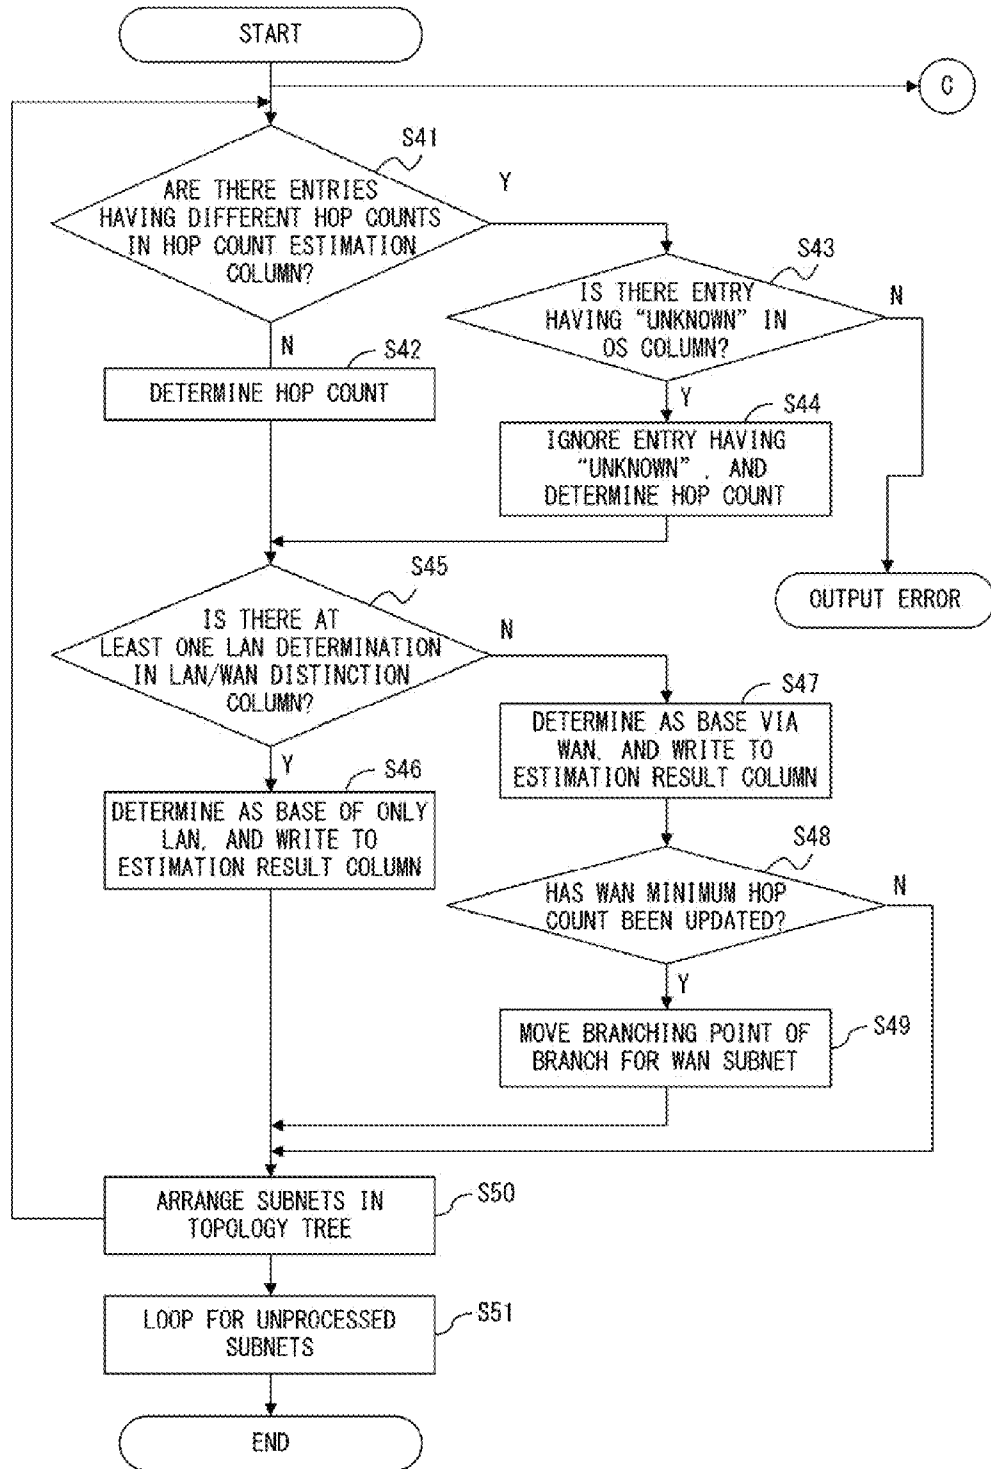 START
C
S41
ARE THERE ENTRIES
HAVING DIFFERENT HOP COUNTS
IN HOP COUNT ESTIMATION
COLUMN?
Y
N
S42
DETERMINE HOP COUNT
S43
IS THERE ENTRY
HAVING “UNKNOWN” IN
OS COLUMN?
N
Y
S44
IGNORE ENTRY HAVING
“UNKNOWN”, AND
DETERMINE HOP COUNT
OUTPUT ERROR
S45
IS THERE AT
LEAST ONE LAN DETERMINATION
IN LAN/WAN DISTINCTION
COLUMN?
N
Y
S46
DETERMINE AS BASE OF ONLY
LAN, AND WRITE TO
ESTIMATION RESULT COLUMN
S47
DETERMINE AS BASE VIA
WAN, AND WRITE TO
ESTIMATION RESULT COLUMN
S48
HAS WAN MINIMUM HOP
COUNT BEEN UPDATED?
N
Y
S49
MOVE BRANCHING POINT OF
BRANCH FOR WAN SUBNET
S50
ARRANGE SUBNETS IN
TOPOLOGY TREE
S51
LOOP FOR UNPROCESSED
SUBNETS
END